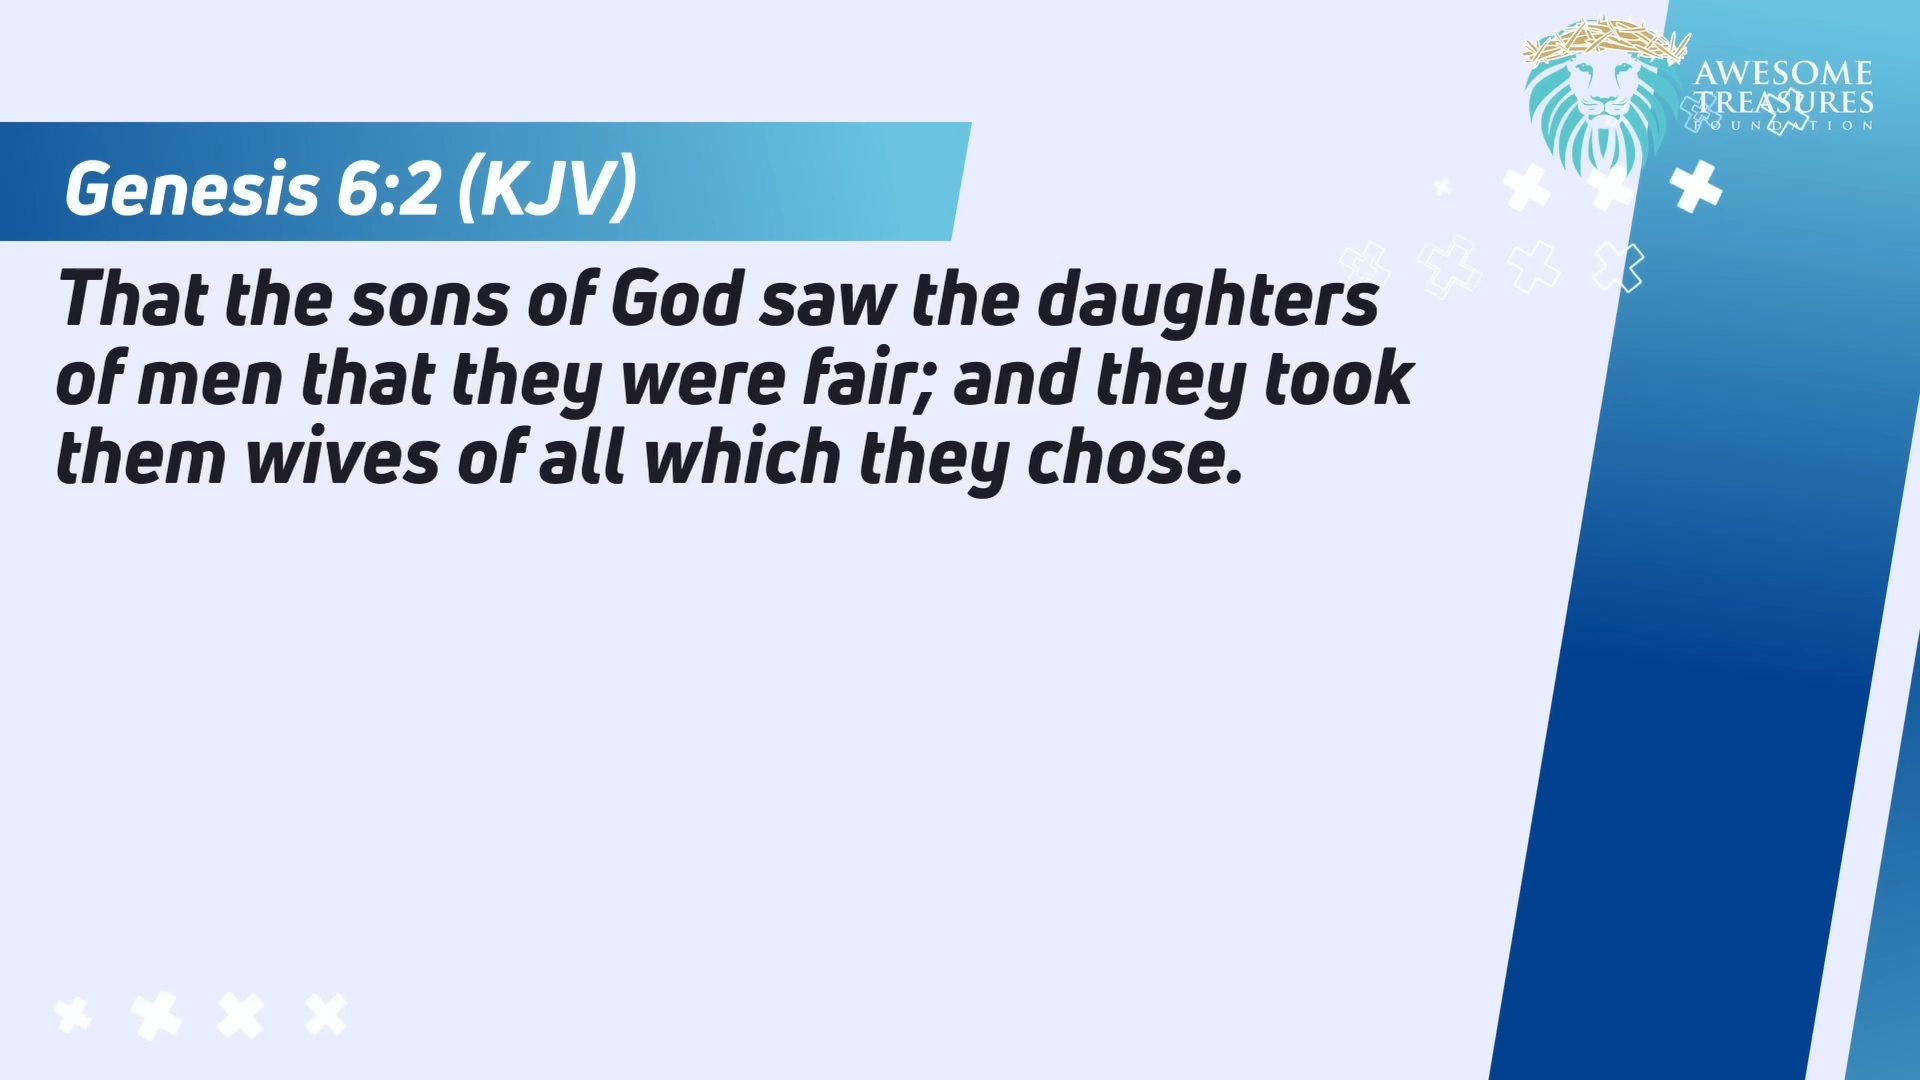 AWESOME
TREASURES
FOUNDATION
Genesis 6:2 (KJV)
That the sons of God saw the daughters
of men that they were fair; and they took
them wives of all which they chose.